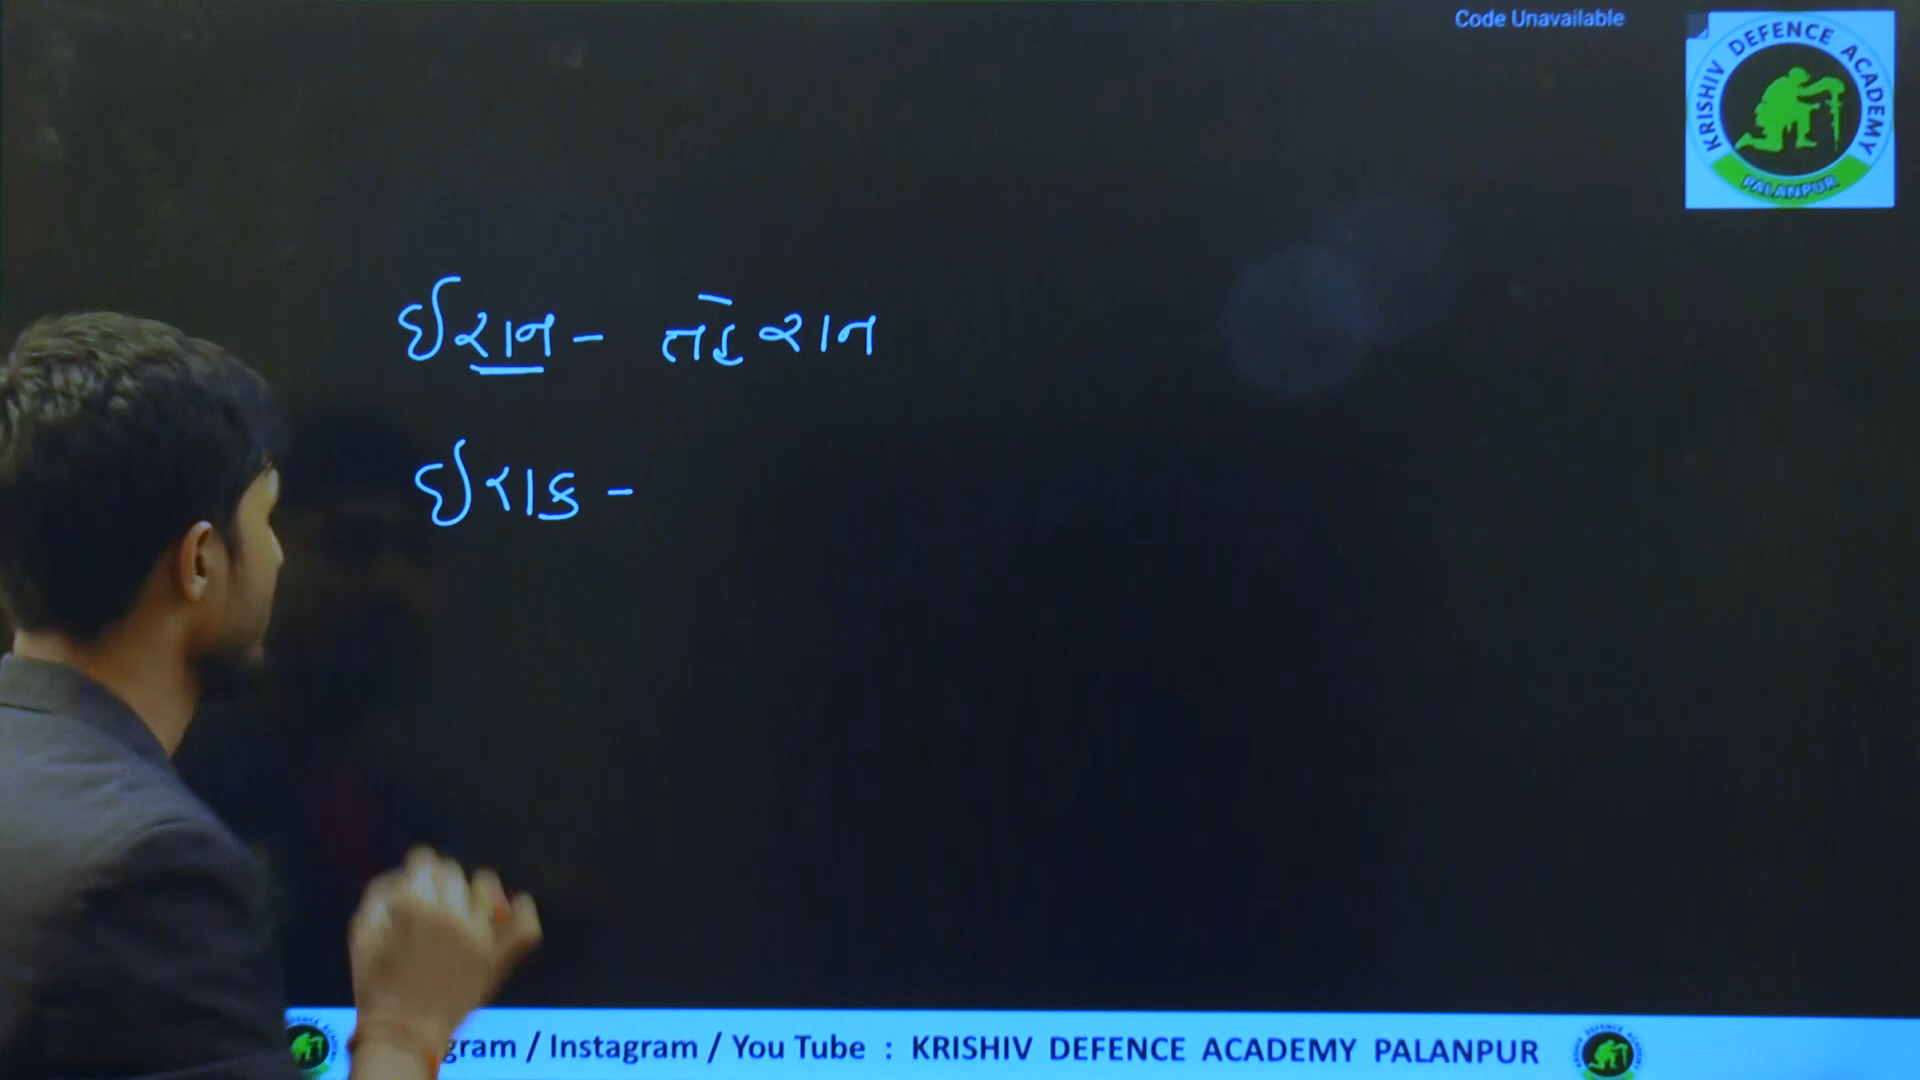 Code Unavailable
KRISHIV DEFENCE ACADEMY
PALANPUR
ઈરાન - તહેરાન
ઈરાક -
gram / Instagram / You Tube : KRISHIV DEFENCE ACADEMY PALANPUR